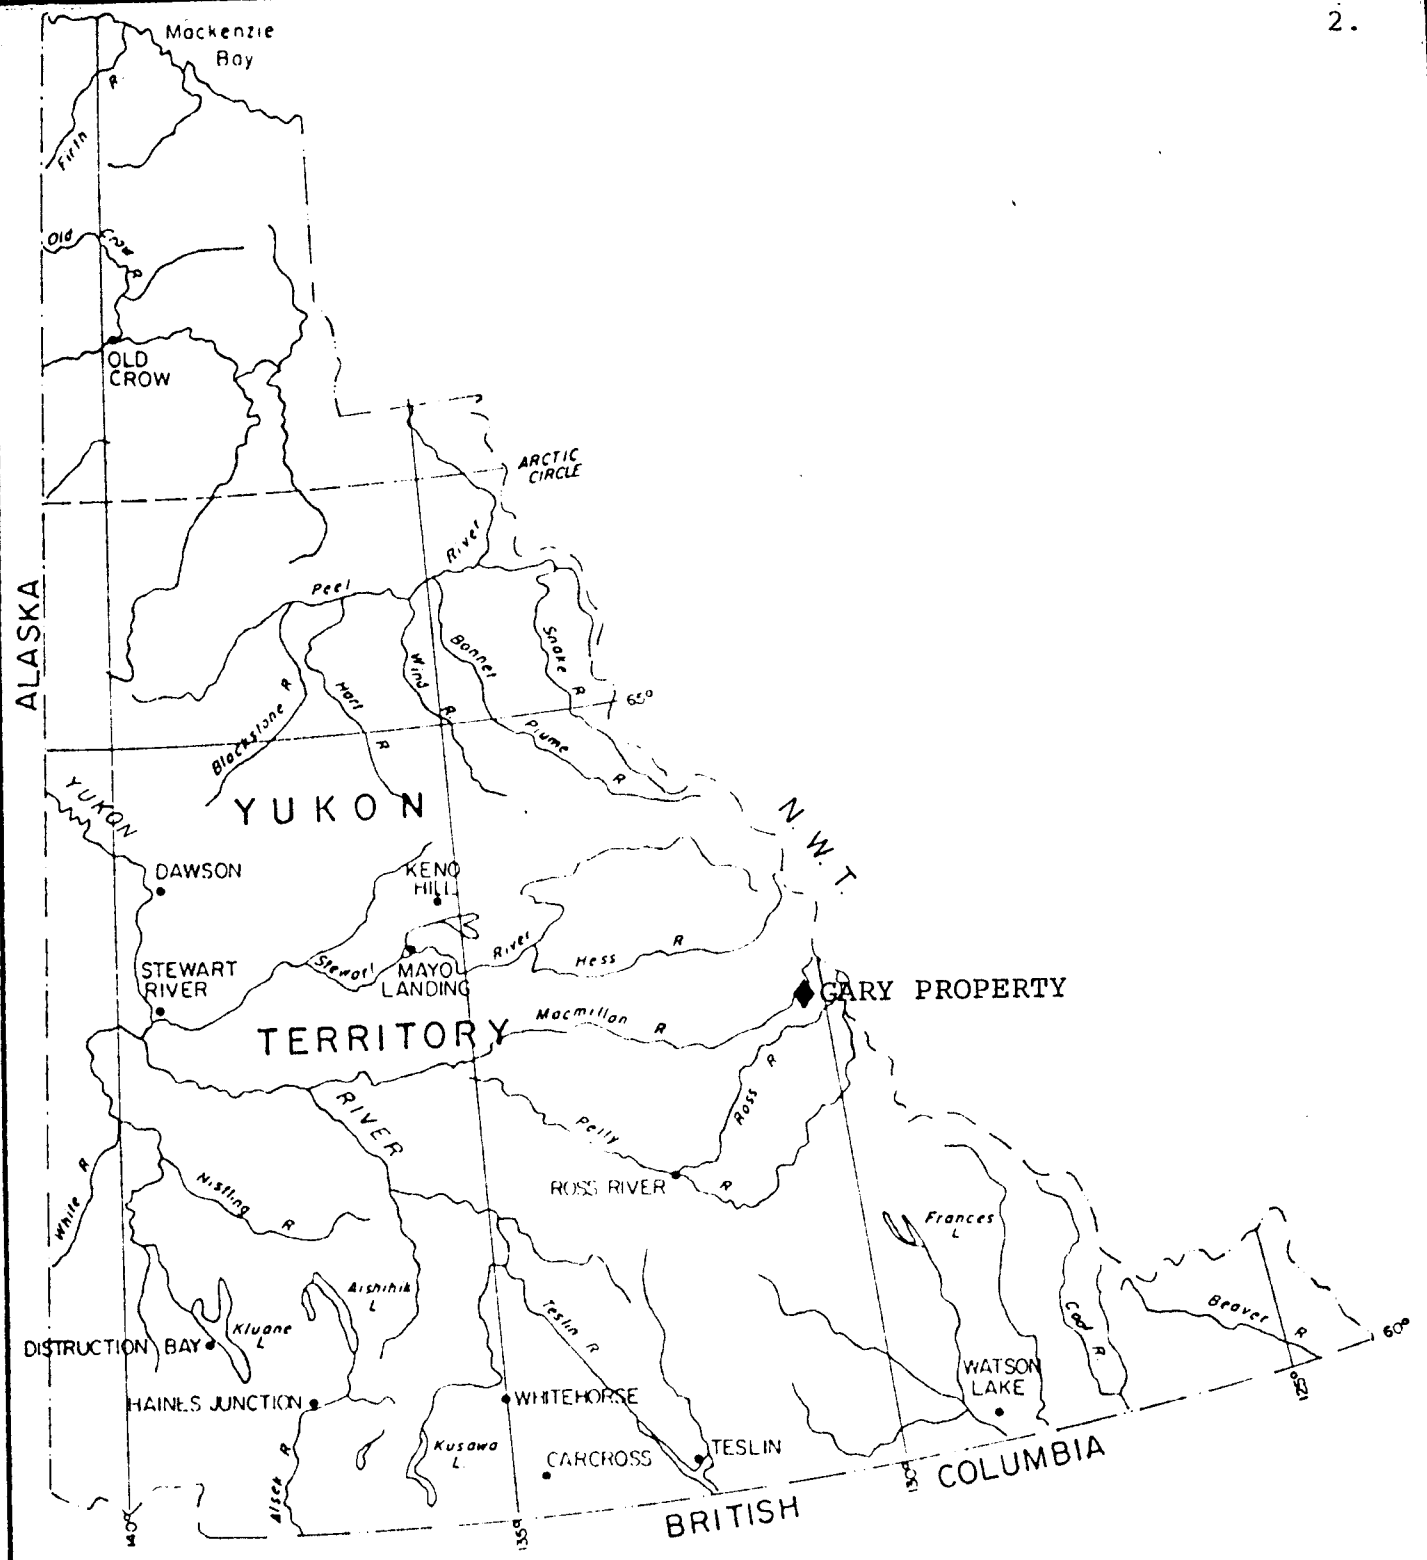 2.
Mackenzie
Bay
Firth
R
Old Crow R
OLD
CROW
ARCTIC
CIRCLE
River
Peel
ALASKA
Blackstone R
Hart R
Wind R.
Bonnet
Plume R
Snake R
65°
YUKON
YUKON
N.W.T.
DAWSON
KENO
HILL
STEWART
RIVER
Stewart
River
MAYO
LANDING
Hess R
GARY PROPERTY
TERRITORY
Macmillan R
RIVER
Ross R
Pelly
R
ROSS RIVER
White R
Nistling R
Frances
L
Aishihik
L
Kluane
L
DISTRUCTION BAY
Teslin R
Coal R.
Beaver R
60°
WATSON
LAKE
125°
HAINES JUNCTION
WHITEHORSE
Kusawa
L.
CARCROSS
TESLIN
Alsek R
140°
135°
130°
BRITISH
COLUMBIA